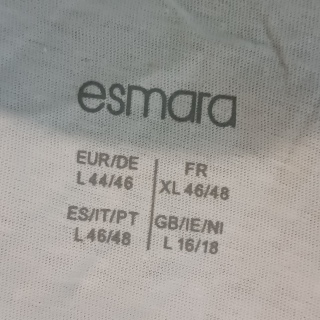 esmara
EUR/DE
L 44/46
FR
XL 46/48
ES/IT/PT
L 46/48
GB/IE/NI
L 16/18